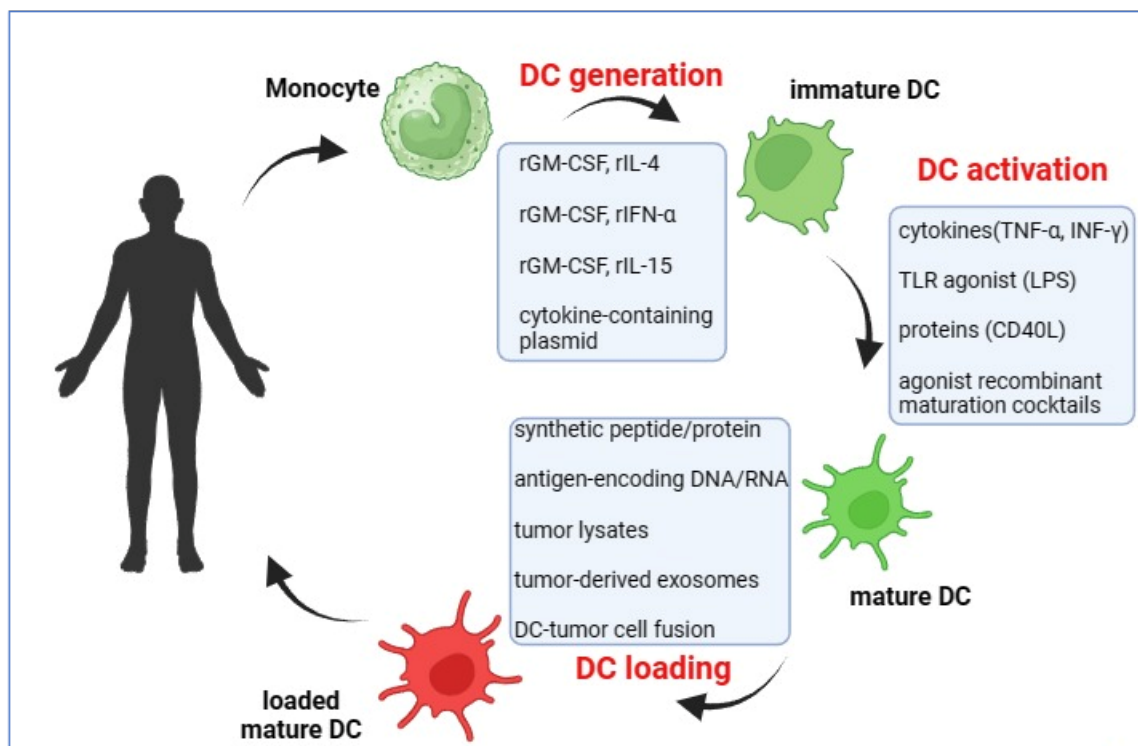 Monocyte
DC generation
immature DC
rGM-CSF, rIL-4
rGM-CSF, rIFN-α
rGM-CSF, rIL-15
cytokine-containing
plasmid
DC activation
cytokines(TNF-α, INF-γ)
TLR agonist (LPS)
proteins (CD40L)
agonist recombinant
maturation cocktails
mature DC
synthetic peptide/protein
antigen-encoding DNA/RNA
tumor lysates
tumor-derived exosomes
DC-tumor cell fusion
DC loading
loaded
mature DC